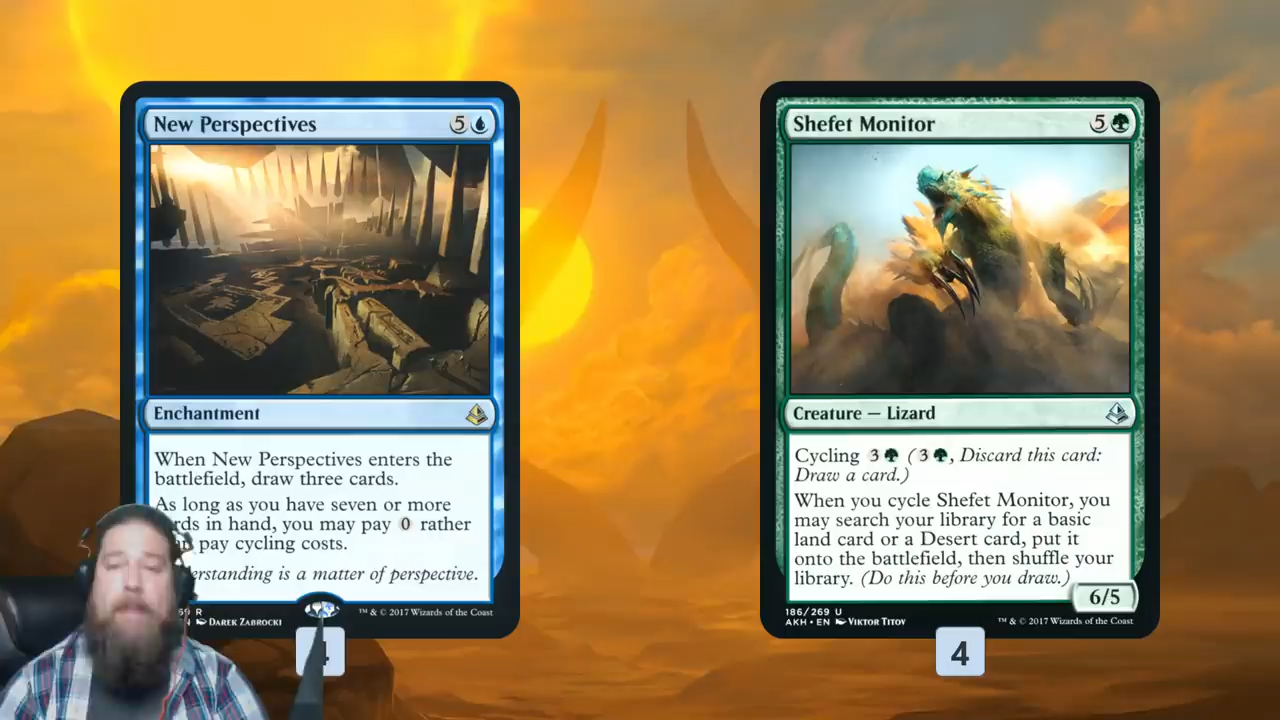 New Perspectives 5
Enchantment
When New Perspectives enters the
battlefield, draw three cards.
As long as you have seven or more
in hand, you may pay 0 rather
pay cycling costs.
is a matter of perspective.
R
DAREK ZABROCKI
™ & © 2017 Wizards of the Coast
Shefet Monitor 5
Creature — Lizard
Cycling 3 (3, Discard this card:
Draw a card.)
When you cycle Shefet Monitor, you
may search your library for a basic
land card or a Desert card, put it
onto the battlefield, then shuffle your
library. (Do this before you draw.)
6/5
186/269 U
AKH • EN VIKTOR TITOV
™ & © 2017 Wizards of the Coast
4